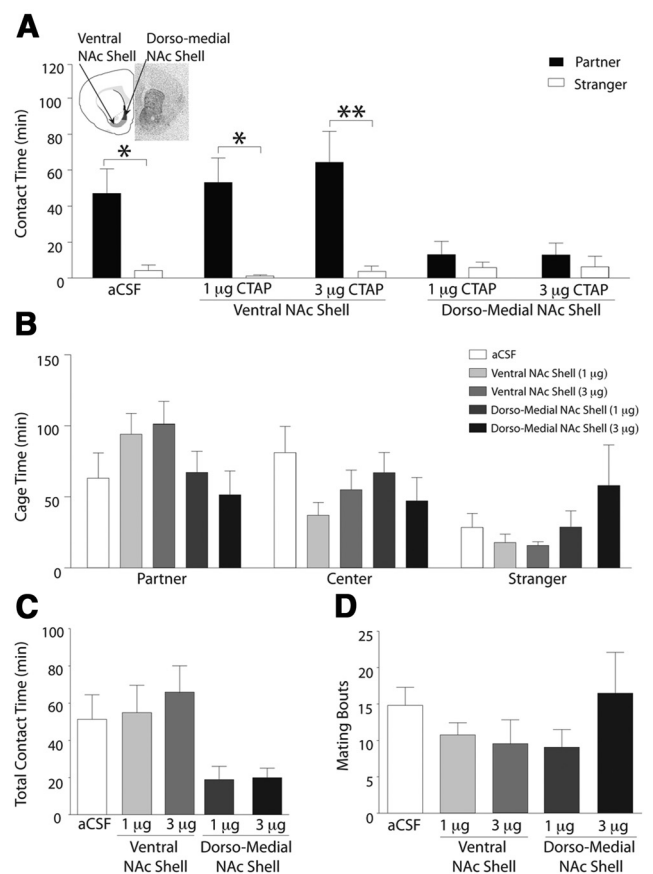 A
Ventral
NAc Shell
Dorso-medial
NAc Shell
Partner
Stranger
Contact Time (min)
120
100
80
60
40
20
0
*
*
**
aCSF
1 µg CTAP
3 µg CTAP
1 µg CTAP
3 µg CTAP
Ventral NAc Shell
Dorso-Medial NAc Shell
B
aCSF
Ventral NAc Shell (1 µg)
Ventral NAc Shell (3 µg)
Dorso-Medial NAc Shell (1 µg)
Dorso-Medial NAc Shell (3 µg)
Cage Time (min)
150
100
50
0
Partner
Center
Stranger
C
Total Contact Time (min)
100
80
60
40
20
0
aCSF
1 µg
3 µg
1 µg
3 µg
Ventral
NAc Shell
Dorso-Medial
NAc Shell
D
Mating Bouts
25
20
15
10
5
0
aCSF
1 µg
3 µg
1 µg
3 µg
Ventral
NAc Shell
Dorso-Medial
NAc Shell